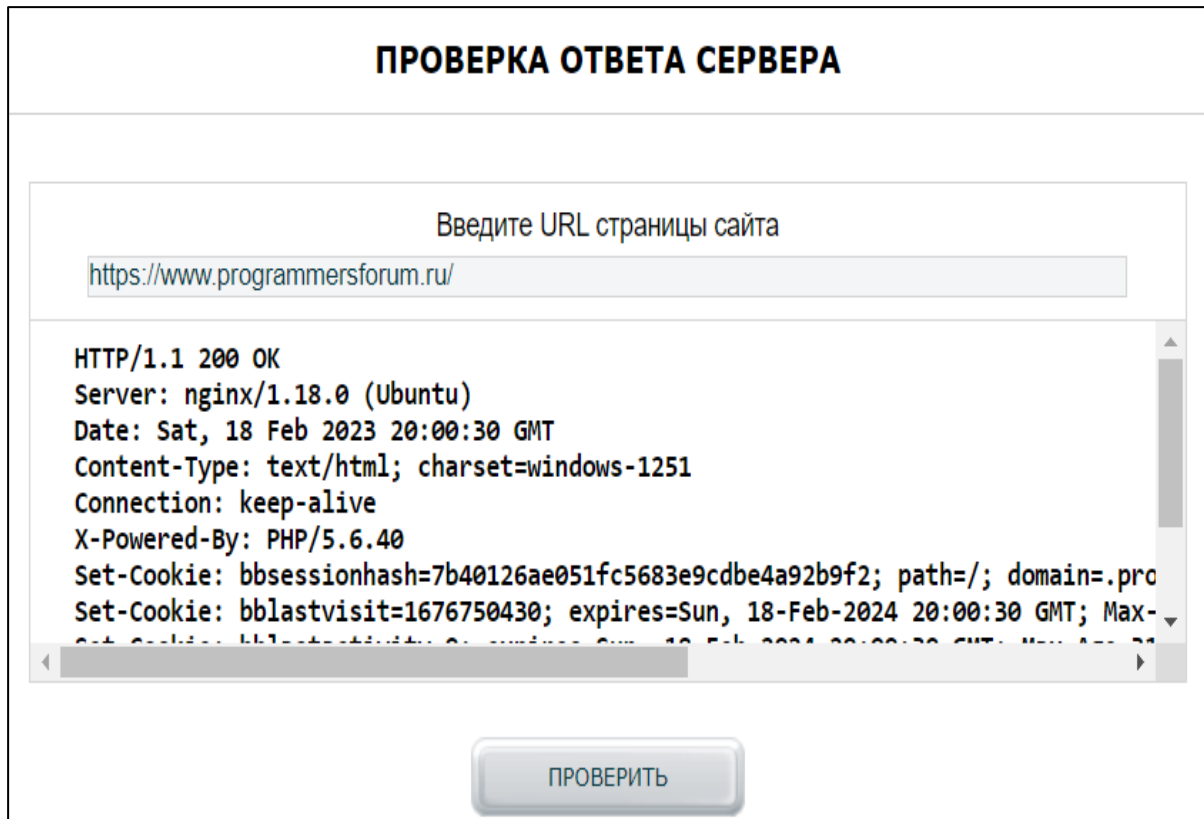 ПРОВЕРКА ОТВЕТА СЕРВЕРА
Введите URL страницы сайта
https://www.programmersforum.ru/
HTTP/1.1 200 OK
Server: nginx/1.18.0 (Ubuntu)
Date: Sat, 18 Feb 2023 20:00:30 GMT
Content-Type: text/html; charset=windows-1251
Connection: keep-alive
X-Powered-By: PHP/5.6.40
Set-Cookie: bbsessionhash=7b40126ae051fc5683e9cdbe4a92b9f2; path=/; domain=.pro
Set-Cookie: bblastvisit=1676750430; expires=Sun, 18-Feb-2024 20:00:30 GMT; Max-
ПРОВЕРИТЬ